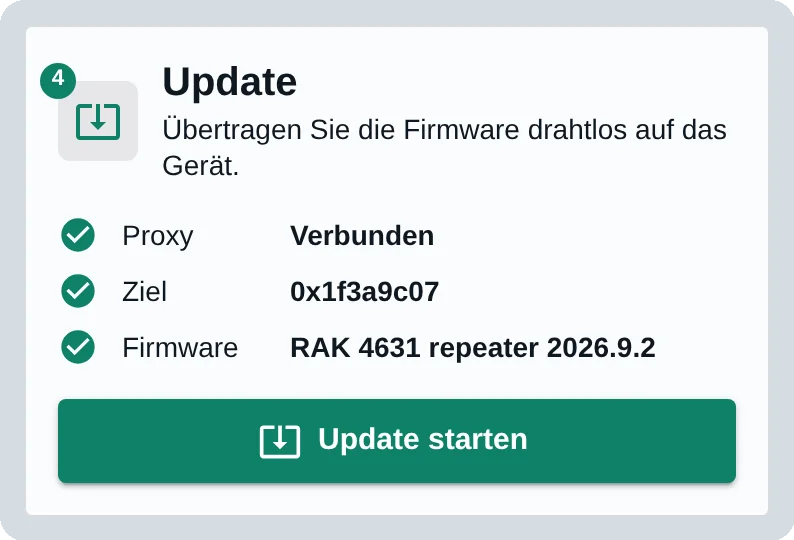 4
Update
Übertragen Sie die Firmware drahtlos auf das
Gerät.
Proxy Verbunden
Ziel 0x1f3a9c07
Firmware RAK 4631 repeater 2026.9.2
Update starten